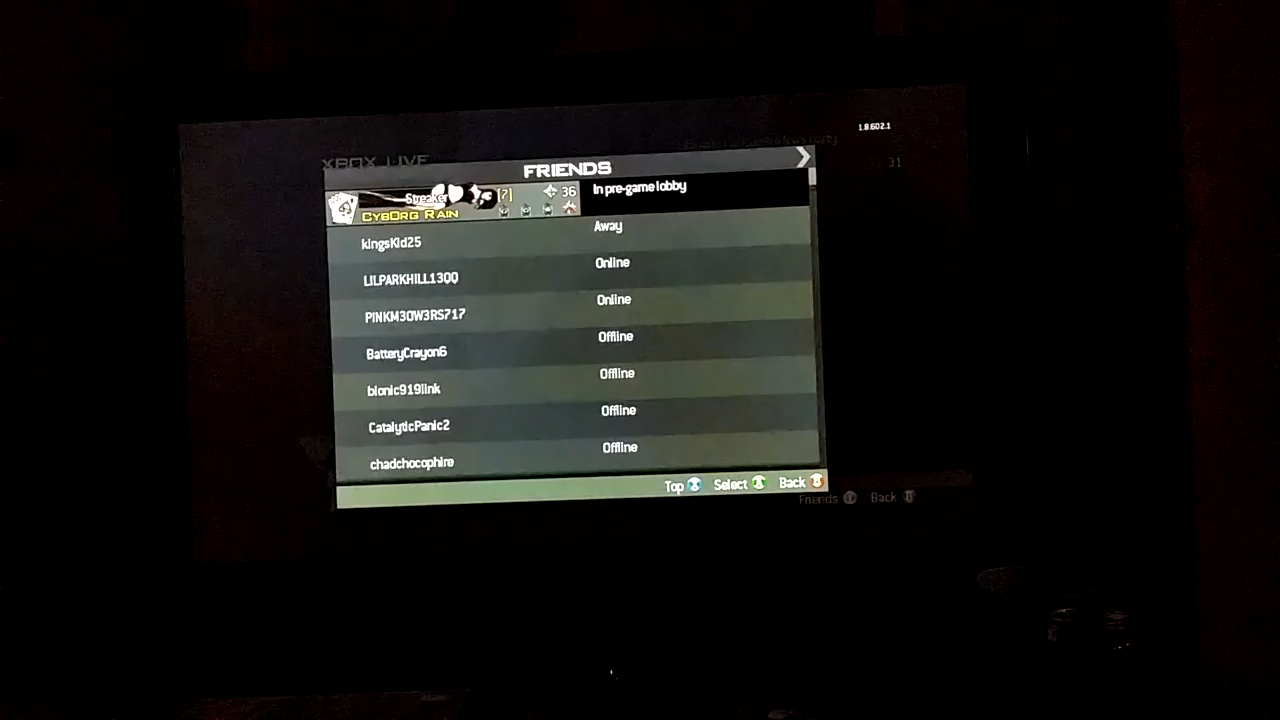 1.8.602.1
XBOX LIVE
31
FRIENDS
Streaker [7] 36 In pre-game lobby
CybOrg Rain
kingsKid25 Away
LILPARKHILL1300 Online
PINKM30W3RS717 Online
BatteryCrayon6 Offline
bionic919link Offline
CatalyticPanic2 Offline
chadchocophire Offline
Top X Select A Back B
Friends Back B